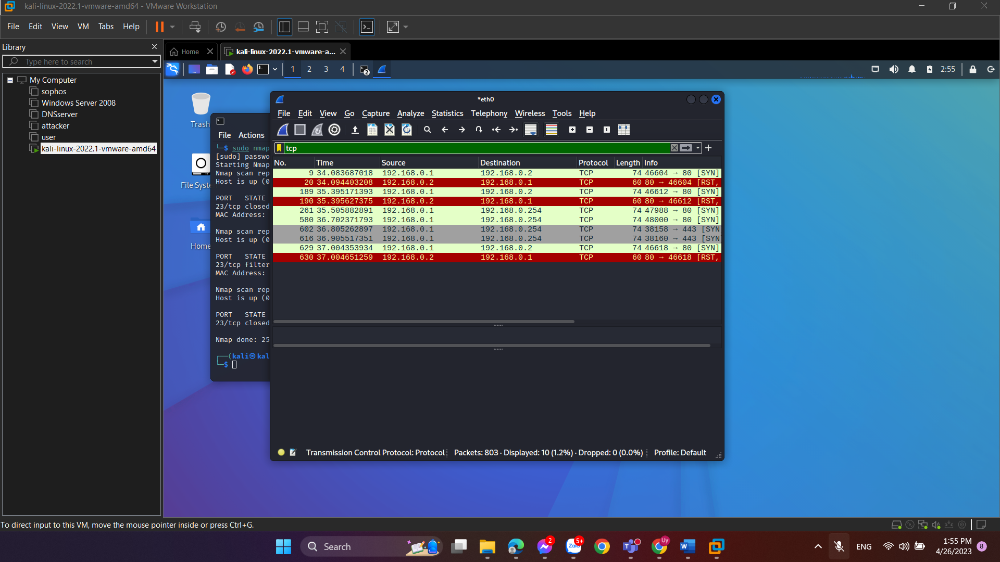 kali-linux-2022.1-vmware-amd64 - VMware Workstation
File Edit View VM Tabs Help
Library
Type here to search
My Computer
sophos
Windows Server 2008
DNSserver
attacker
user
kali-linux-2022.1-vmware-amd64
Home
kali-linux-2022.1-vmware-a...
1 2 3 4
2
2:55
Trash
File Syste
Home
File Actions
└─$ sudo nmap
[sudo] passwo
Starting Nmap
Nmap scan rep
Host is up (0
PORT STATE
23/tcp closed
MAC Address:
Nmap scan rep
Host is up (0
PORT STATE
23/tcp filter
MAC Address:
Nmap scan rep
Host is up (0
PORT STATE
23/tcp closed
Nmap done: 25
┌──(kali㉿kal
└─$
*eth0
File Edit View Go Capture Analyze Statistics Telephony Wireless Tools Help
tcp
No. Time Source Destination Protocol Length Info
9 34.083687018 192.168.0.1 192.168.0.2 TCP 74 46604 → 80 [SYN]
20 34.094403208 192.168.0.2 192.168.0.1 TCP 60 80 → 46604 [RST,
189 35.395171393 192.168.0.1 192.168.0.2 TCP 74 46612 → 80 [SYN]
190 35.395627375 192.168.0.2 192.168.0.1 TCP 60 80 → 46612 [RST,
261 35.505882891 192.168.0.1 192.168.0.254 TCP 74 47988 → 80 [SYN]
580 36.702371793 192.168.0.1 192.168.0.254 TCP 74 48000 → 80 [SYN]
602 36.805262897 192.168.0.1 192.168.0.254 TCP 74 38158 → 443 [SYN]
616 36.905517351 192.168.0.1 192.168.0.254 TCP 74 38160 → 443 [SYN]
629 37.004353934 192.168.0.1 192.168.0.2 TCP 74 46618 → 80 [SYN]
630 37.004651259 192.168.0.2 192.168.0.1 TCP 60 80 → 46618 [RST,
Transmission Control Protocol: Protocol Packets: 803 · Displayed: 10 (1.2%) · Dropped: 0 (0.0%) Profile: Default
To direct input to this VM, move the mouse pointer inside or press Ctrl+G.
Search
2
Zalo
5+
Uy
ENG
1:55 PM
4/26/2023
8